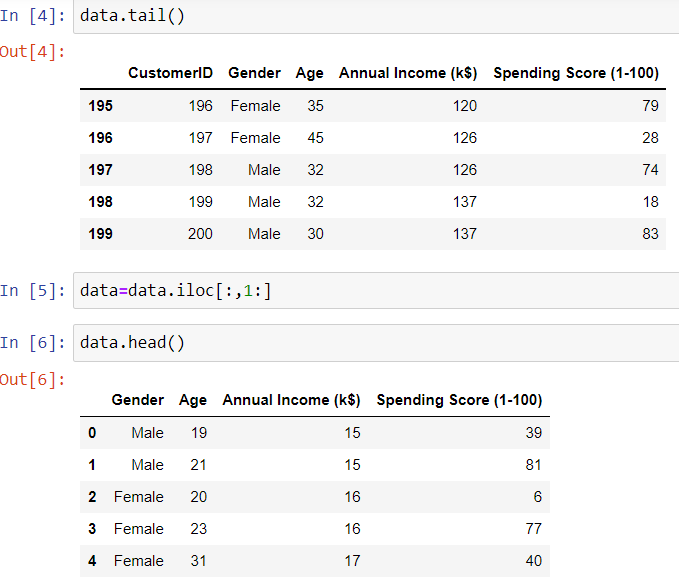 In [4]: data.tail()
Out[4]:
CustomerID Gender Age Annual Income (k$) Spending Score (1-100)
195 196 Female 35 120 79
196 197 Female 45 126 28
197 198 Male 32 126 74
198 199 Male 32 137 18
199 200 Male 30 137 83
In [5]: data=data.iloc[:,1:]
In [6]: data.head()
Out[6]:
Gender Age Annual Income (k$) Spending Score (1-100)
0 Male 19 15 39
1 Male 21 15 81
2 Female 20 16 6
3 Female 23 16 77
4 Female 31 17 40